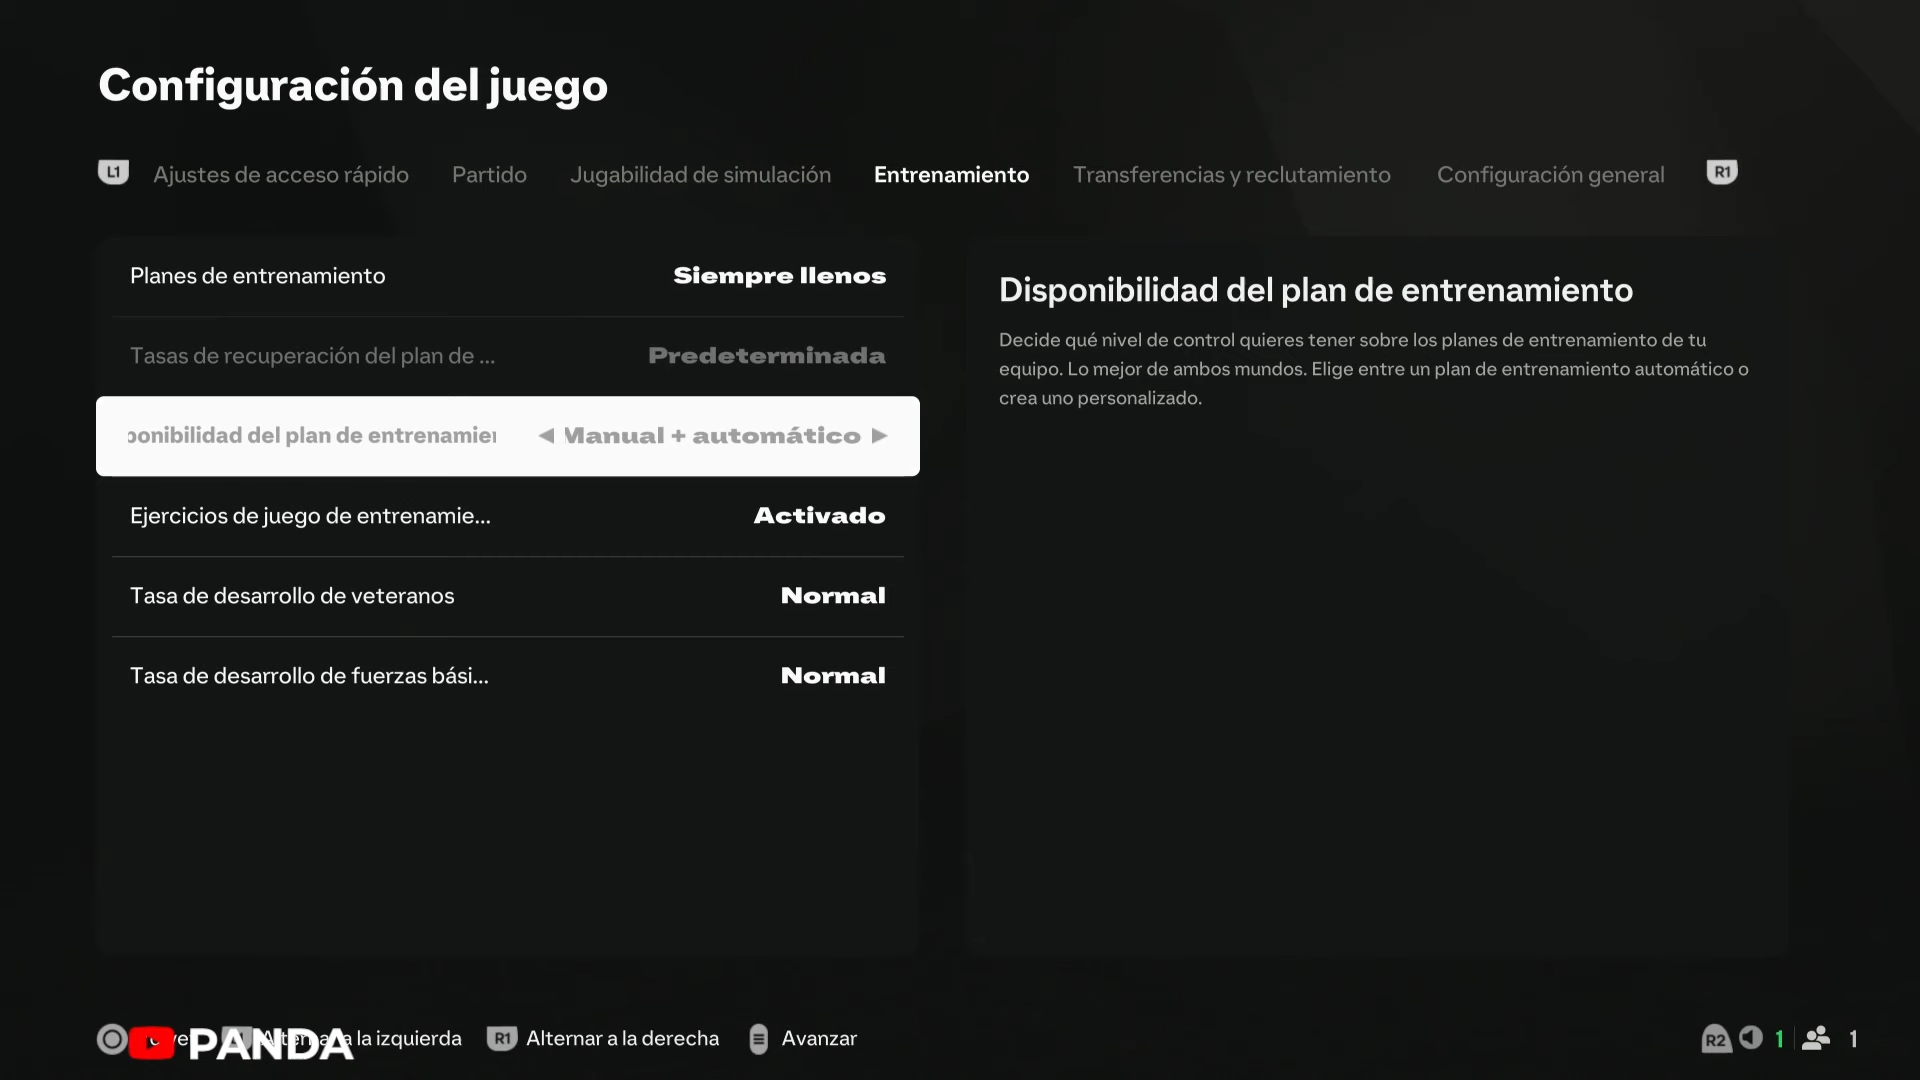 Configuración del juego
L1 Ajustes de acceso rápido Partido Jugabilidad de simulación Entrenamiento Transferencias y reclutamiento Configuración general R1
Planes de entrenamiento Siempre llenos
Tasas de recuperación del plan de ... Predeterminada
ponibilidad del plan de entrenamien Manual + automático
Ejercicios de juego de entrenamie... Activado
Tasa de desarrollo de veteranos Normal
Tasa de desarrollo de fuerzas bási... Normal
Disponibilidad del plan de entrenamiento
Decide qué nivel de control quieres tener sobre los planes de entrenamiento de tu
equipo. Lo mejor de ambos mundos. Elige entre un plan de entrenamiento automático o
crea uno personalizado.
PANDA a la izquierda R1 Alternar a la derecha Avanzar
R2 1 1